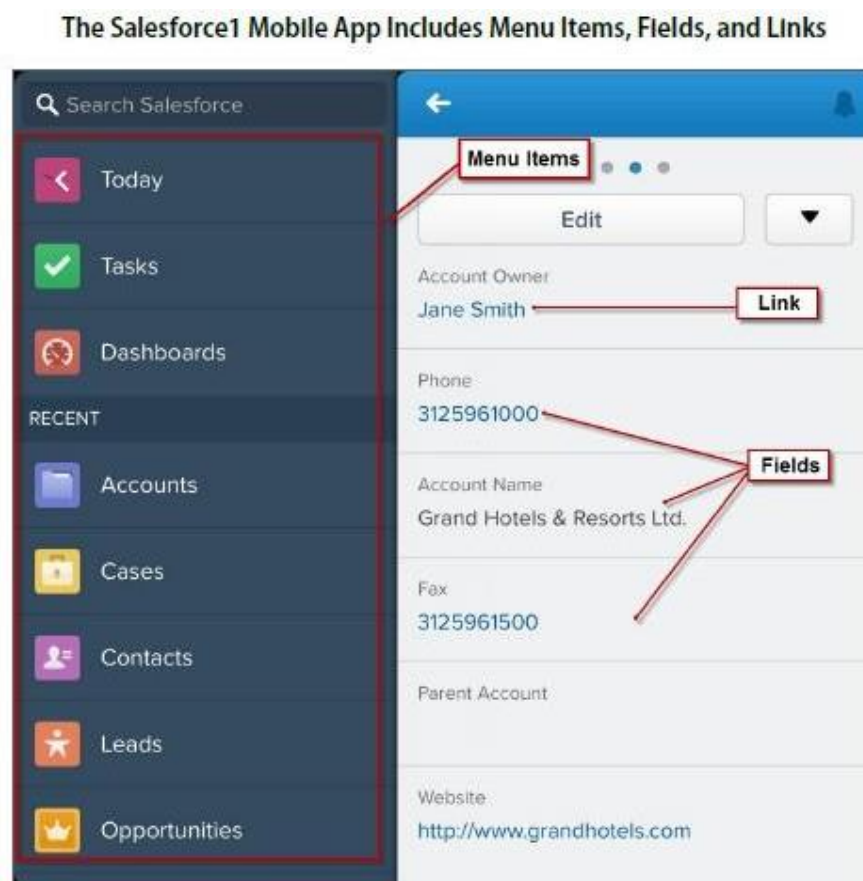 The Salesforce1 Mobile App Includes Menu Items, Fields, and Links
Search Salesforce
Today
Tasks
Dashboards
RECENT
Accounts
Cases
Contacts
Leads
Opportunities
Menu Items
Edit
Account Owner
Jane Smith
Link
Phone
3125961000
Fields
Account Name
Grand Hotels & Resorts Ltd.
Fax
3125961500
Parent Account
Website
http://www.grandhotels.com